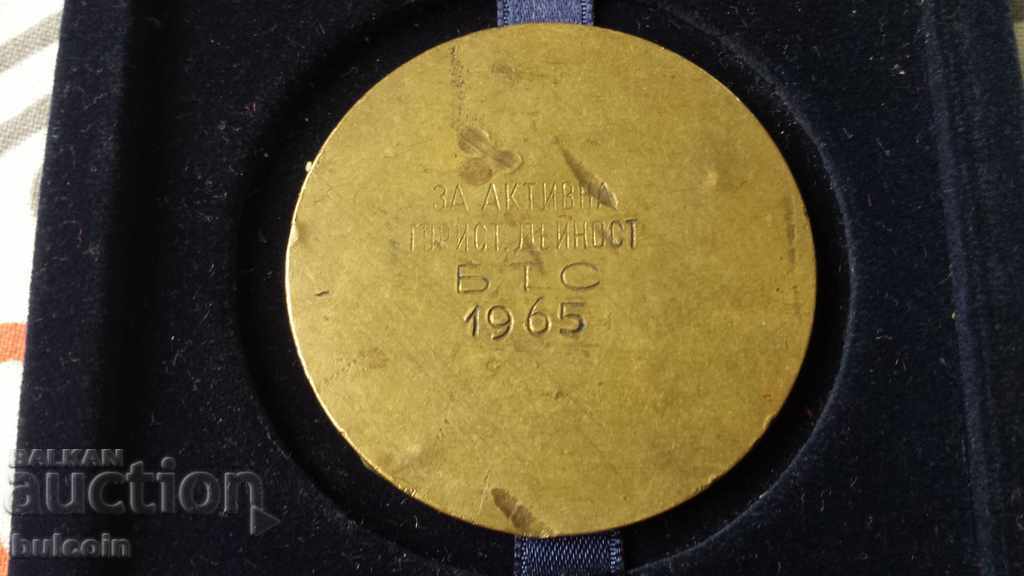 ЗА АКТИВНА
ТУРИСТ. ДЕЙНОСТ
Б.Т.С
1965
BALKAN
auction
bulcoin